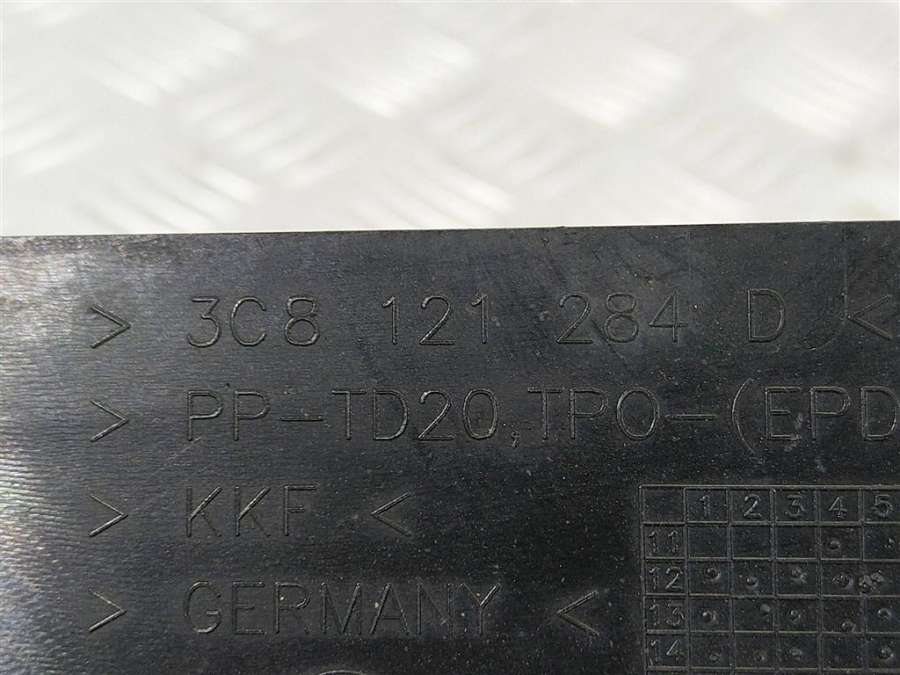 > 3C8 121 284 D <
> PP-TD20,TPO-(EPD
> KKF <
> GERMANY <
1 2 3 4 5
11
12
13
14